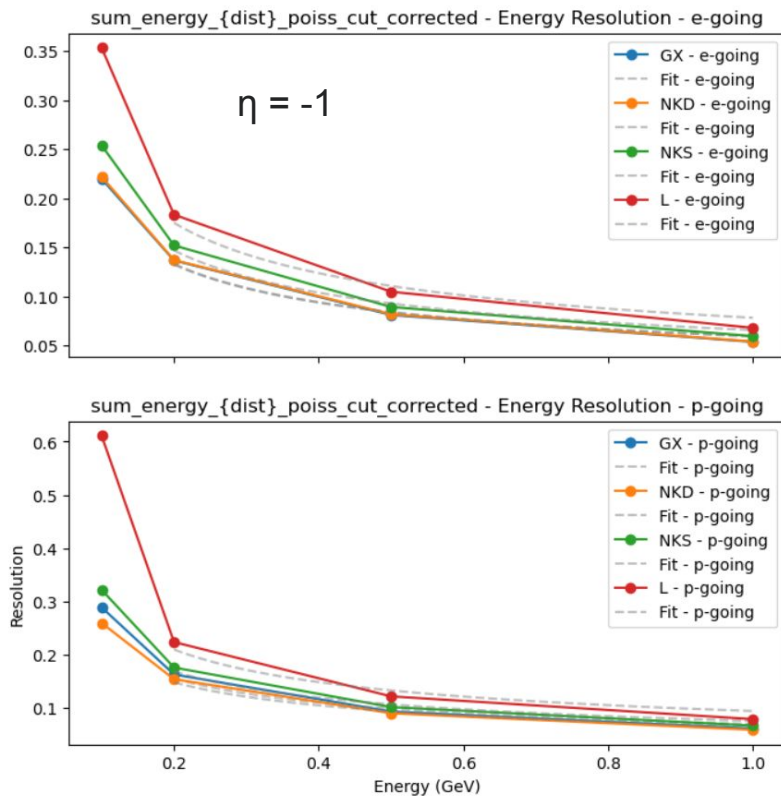 sum_energy_{dist}_poiss_cut_corrected - Energy Resolution - e-going
η = -1
GX - e-going
Fit - e-going
NKD - e-going
Fit - e-going
NKS - e-going
Fit - e-going
L - e-going
Fit - e-going
0.35
0.30
0.25
0.20
0.15
0.10
0.05
sum_energy_{dist}_poiss_cut_corrected - Energy Resolution - p-going
GX - p-going
Fit - p-going
NKD - p-going
Fit - p-going
NKS - p-going
Fit - p-going
L - p-going
Fit - p-going
0.6
0.5
0.4
0.3
0.2
0.1
Resolution
0.2
0.4
0.6
0.8
1.0
Energy (GeV)